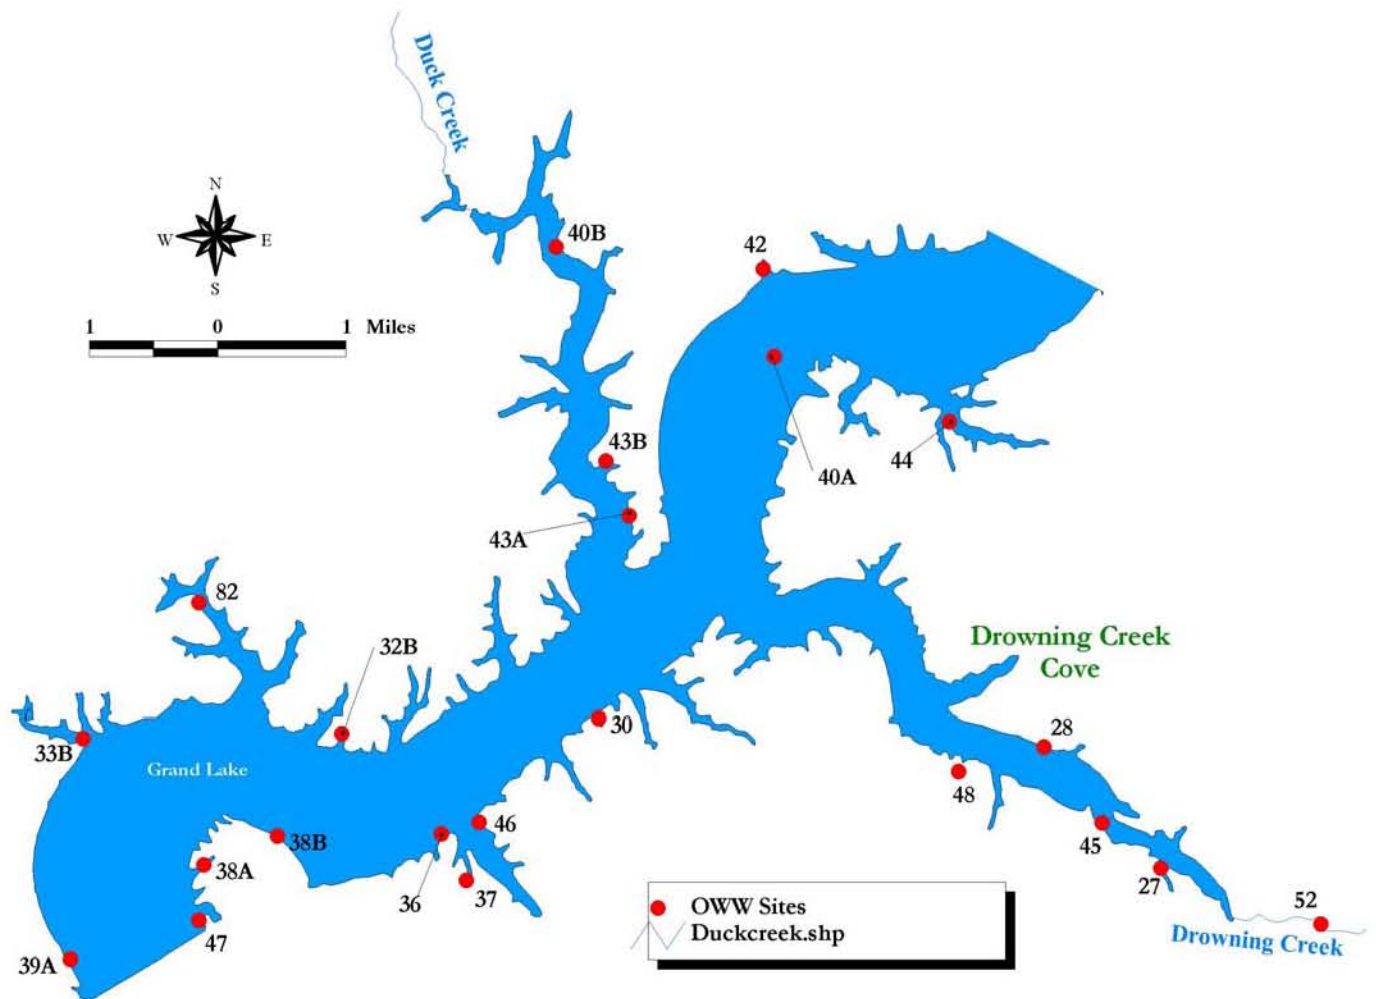 Duck Creek
N
W
E
S
40B
42
1 0 1 Miles
43B
44
40A
43A
82
Drowning Creek
Cove
32B
30
28
33B
Grand Lake
48
46
45
38B
38A
27
36
37
OWW Sites
52
47
Duckcreek.shp
Drowning Creek
39A